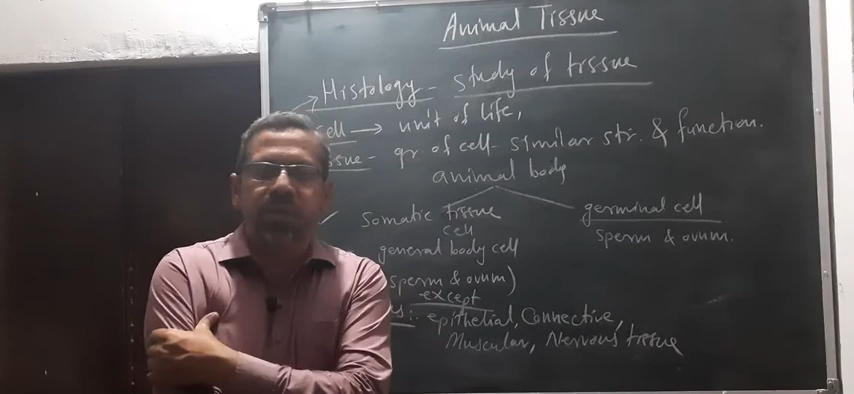 Animal Tissue
Histology - study of tissue
cell → unit of life,
ssue - gr. of cell - similar str. & function.
animal body
somatic tissue
cell
germinal cell
sperm & ovum.
general body cell
sperm & ovum)
except
epithelial, Connective,
Muscular, Nervous tissue